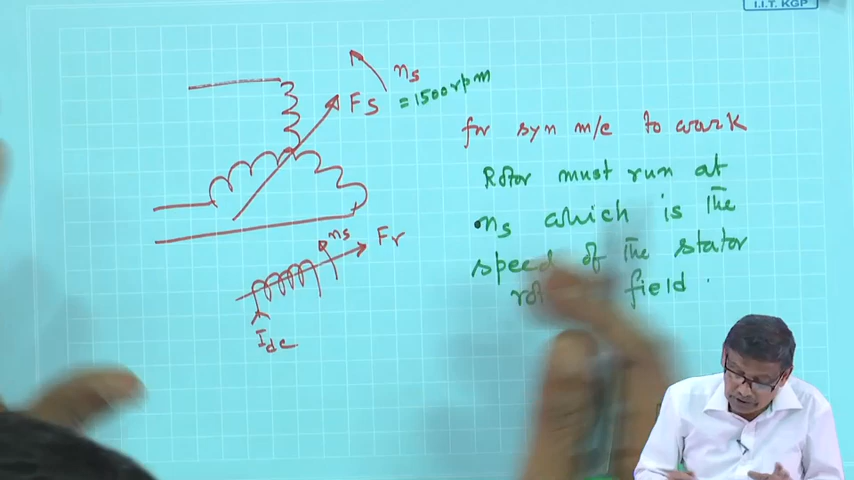 I.I.T. KGP
ns
= 1500 rpm
Fs
for syn m/c to work
Rotor must run at
ns which is the
speed of the stator
field.
ns
Fr
Idc